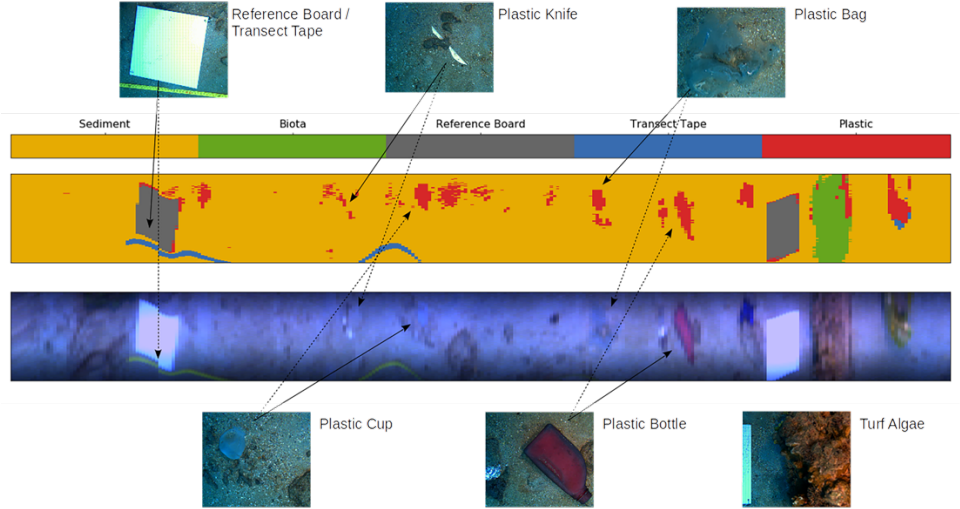 Reference Board /
Transect Tape
Plastic Knife
Plastic Bag
Sediment
Biota
Reference Board
Transect Tape
Plastic
Plastic Cup
Plastic Bottle
Turf Algae